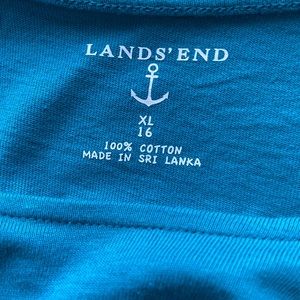 LANDS' END
XL
16
100% COTTON
MADE IN SRI LANKA